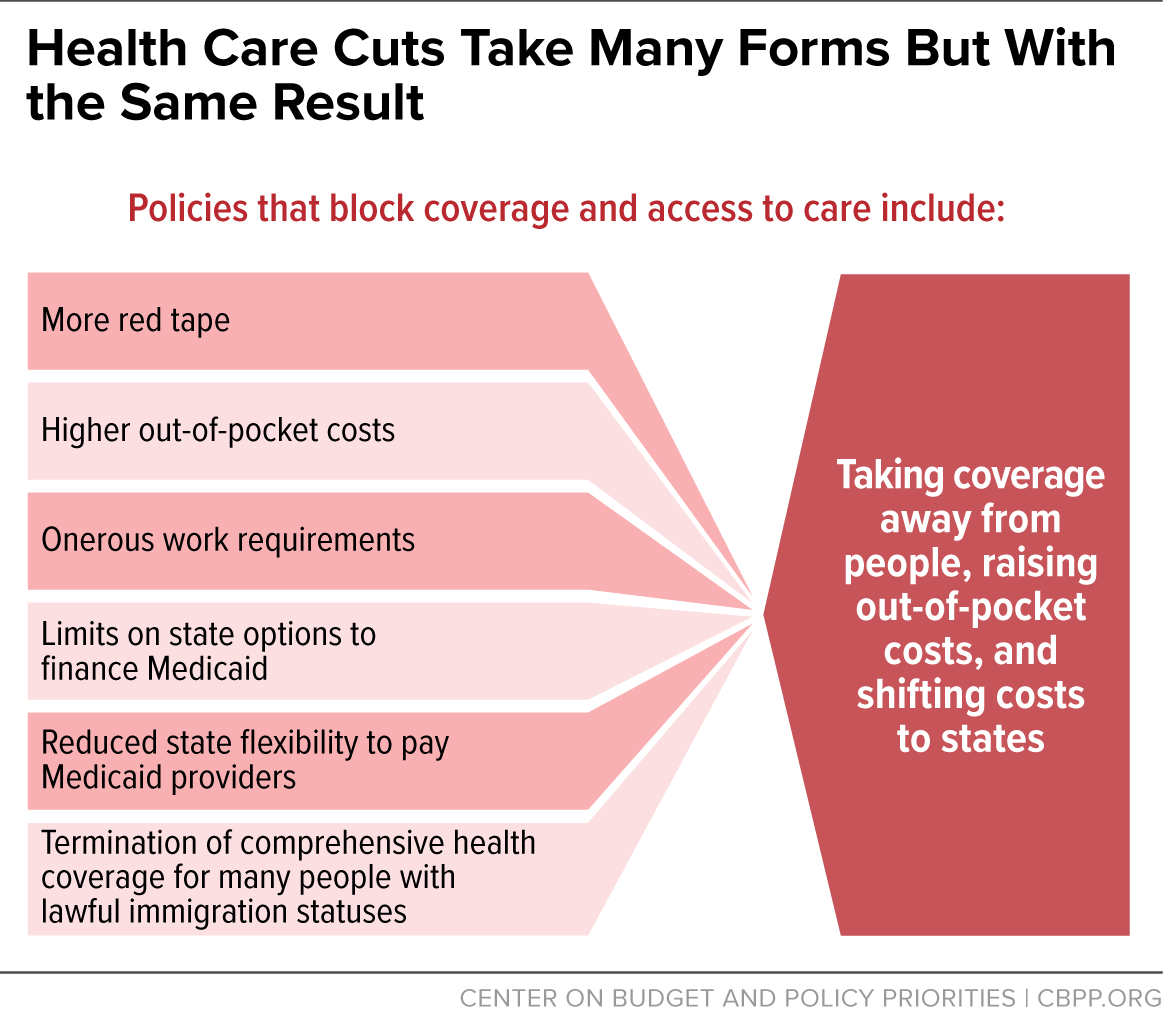 Health Care Cuts Take Many Forms But With
the Same Result
Policies that block coverage and access to care include:
More red tape
Higher out-of-pocket costs
Onerous work requirements
Limits on state options to
finance Medicaid
Reduced state flexibility to pay
Medicaid providers
Termination of comprehensive health
coverage for many people with
lawful immigration statuses
Taking coverage
away from
people, raising
out-of-pocket
costs, and
shifting costs
to states
CENTER ON BUDGET AND POLICY PRIORITIES | CBPP.ORG